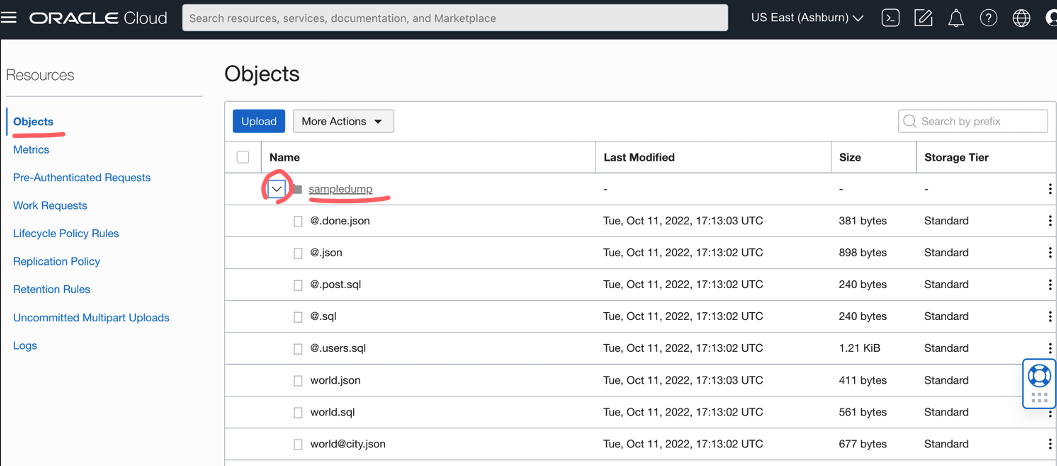 ORACLE Cloud
Search resources, services, documentation, and Marketplace
US East (Ashburn)
Resources
Objects
Metrics
Pre-Authenticated Requests
Work Requests
Lifecycle Policy Rules
Replication Policy
Retention Rules
Uncommitted Multipart Uploads
Logs
Objects
Upload More Actions Search by prefix
Name Last Modified Size Storage Tier
sampledump - - -
@.done.json Tue, Oct 11, 2022, 17:13:03 UTC 381 bytes Standard
@.json Tue, Oct 11, 2022, 17:13:02 UTC 898 bytes Standard
@.post.sql Tue, Oct 11, 2022, 17:13:02 UTC 240 bytes Standard
@.sql Tue, Oct 11, 2022, 17:13:02 UTC 240 bytes Standard
@.users.sql Tue, Oct 11, 2022, 17:13:02 UTC 1.21 KiB Standard
world.json Tue, Oct 11, 2022, 17:13:03 UTC 411 bytes Standard
world.sql Tue, Oct 11, 2022, 17:13:02 UTC 561 bytes Standard
world@city.json Tue, Oct 11, 2022, 17:13:02 UTC 677 bytes Standard